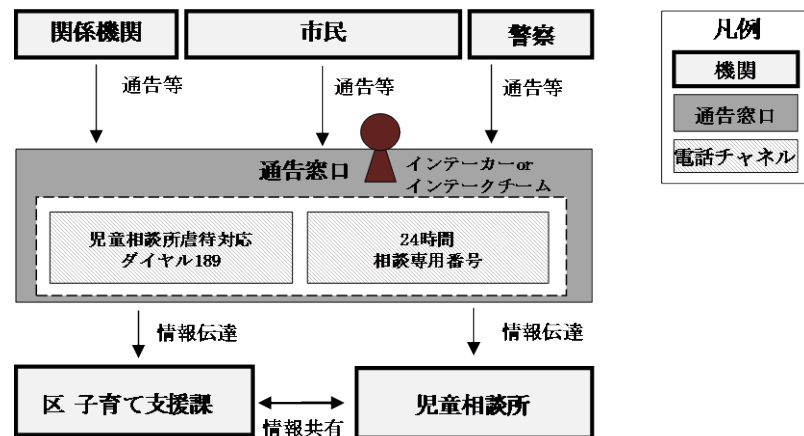 関係機関
市民
警察
凡例
機関
通告窓口
電話チャネル
通告等
通告等
通告等
通告窓口
インテーカーor
インテークチーム
児童相談所虐待対応
ダイヤル189
24時間
相談専用番号
情報伝達
情報伝達
区 子育て支援課
児童相談所
情報共有